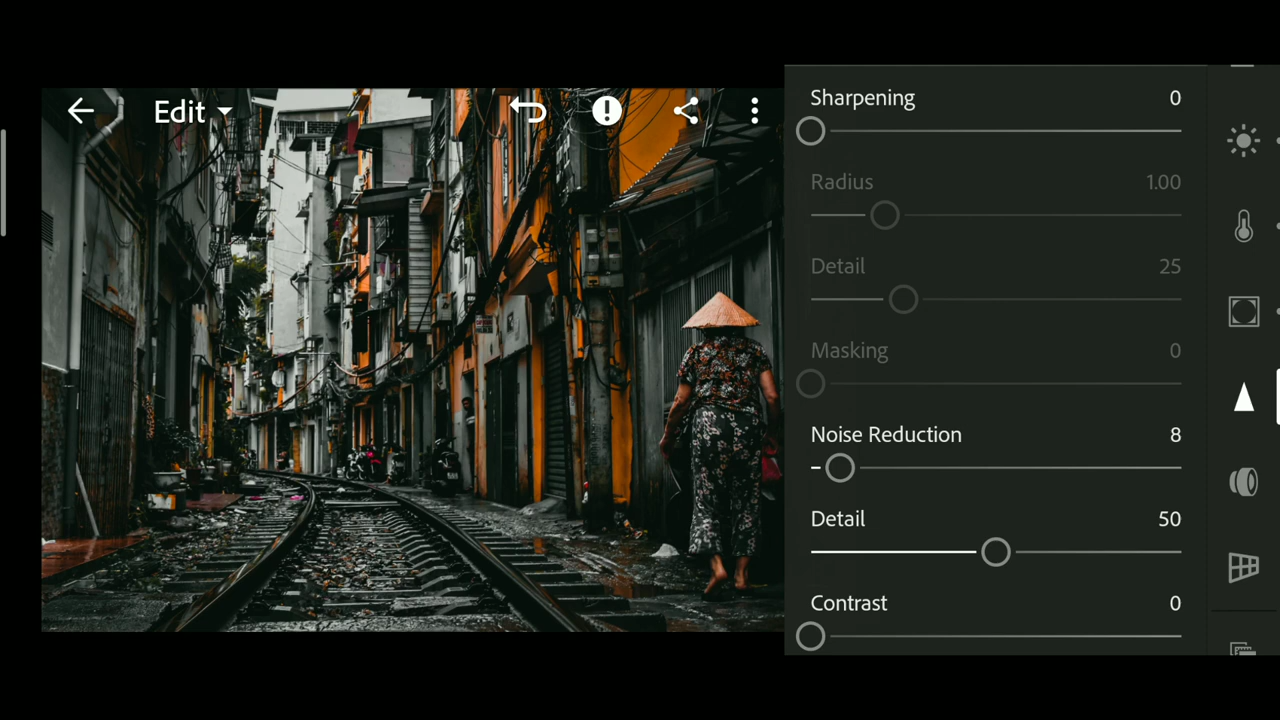 Edit
Sharpening 0
Radius 1.00
Detail 25
Masking 0
Noise Reduction 8
Detail 50
Contrast 0